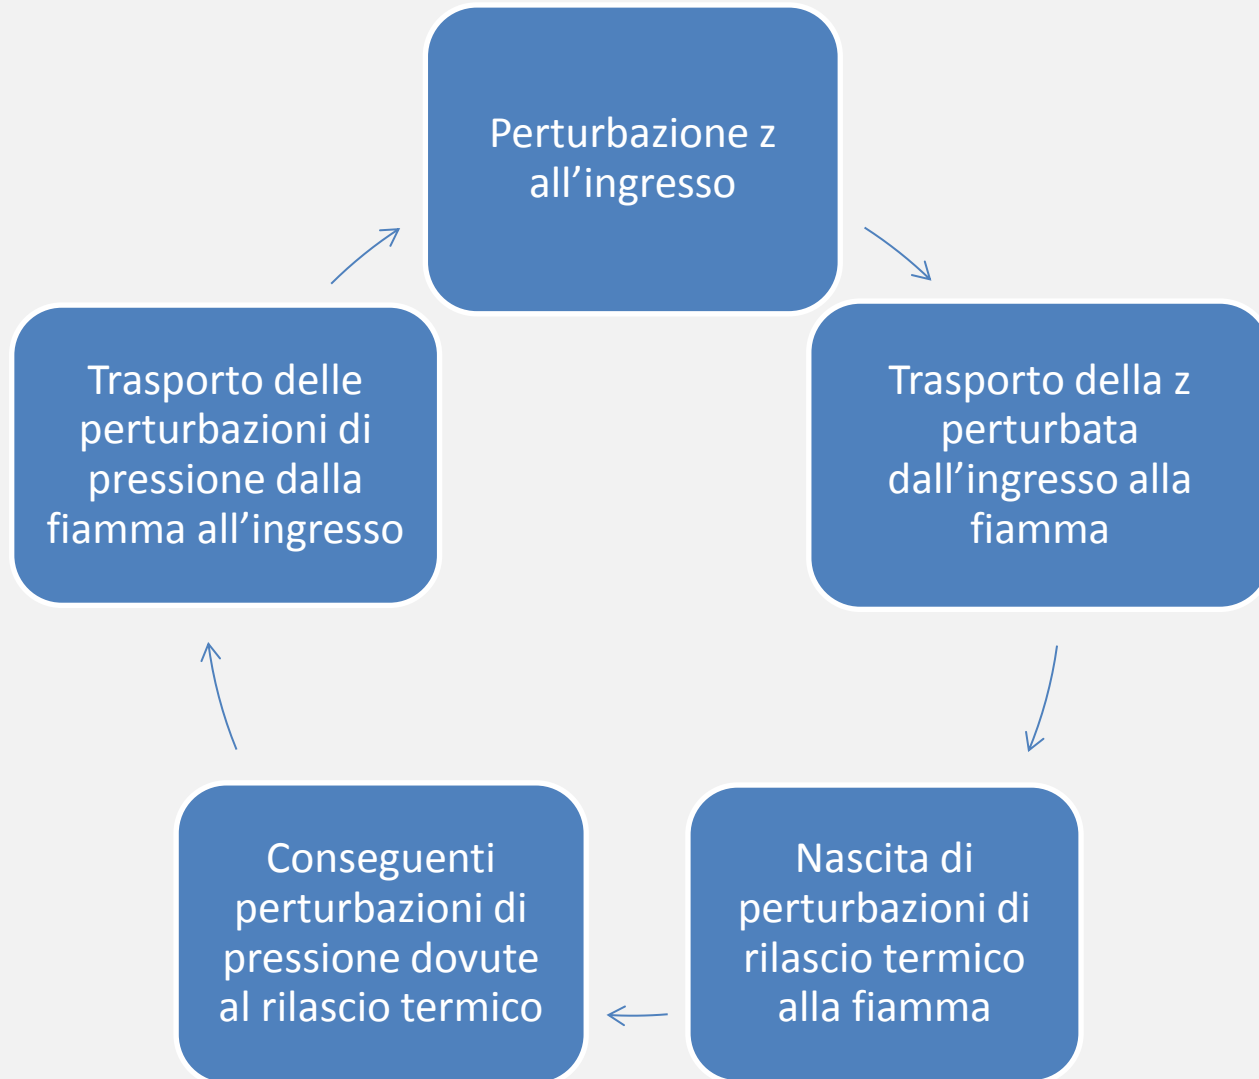 Perturbazione z
all’ingresso
Trasporto della z
perturbata
dall’ingresso alla
fiamma
Nascita di
perturbazioni di
rilascio termico
alla fiamma
Conseguenti
perturbazioni di
pressione dovute
al rilascio termico
Trasporto delle
perturbazioni di
pressione dalla
fiamma all’ingresso